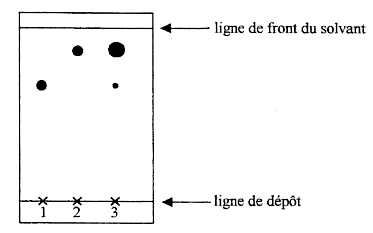 ligne de front du solvant
ligne de dépôt
1 2 3